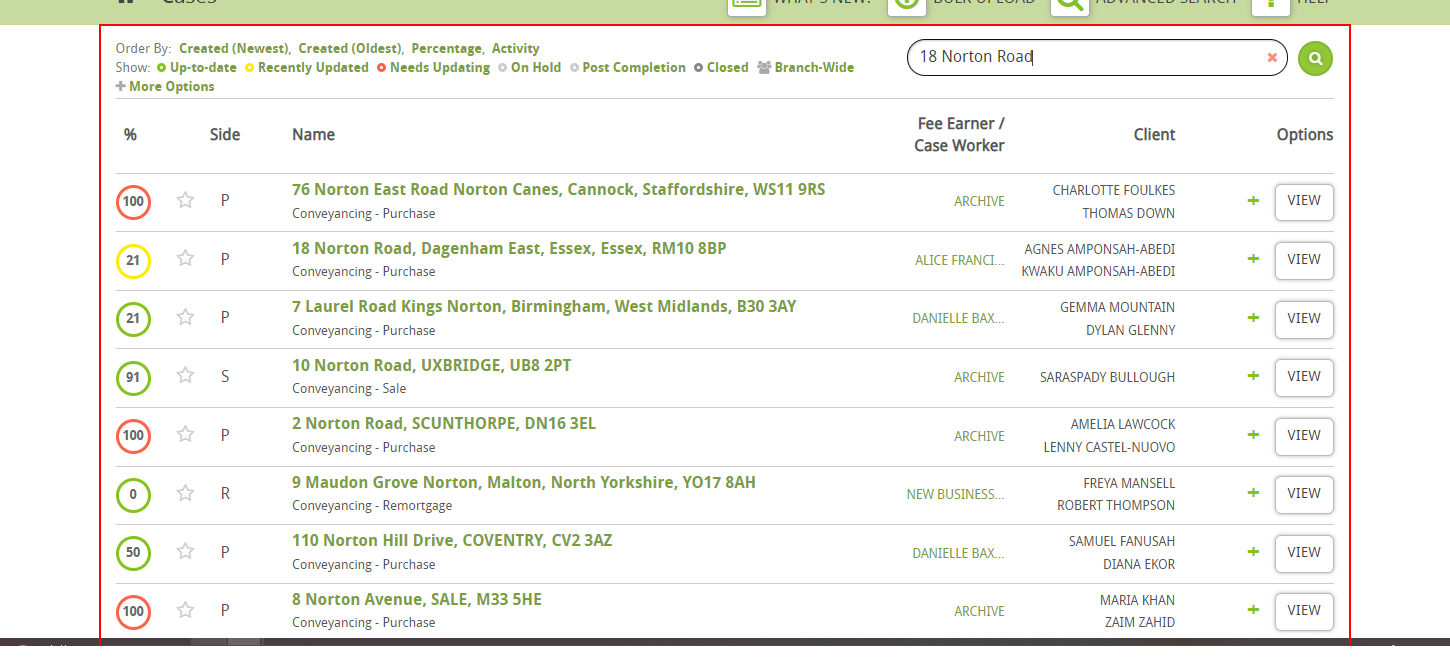 Cases WHAT'S NEW? BULK UPLOAD ADVANCED SEARCH HELP
Order By: Created (Newest), Created (Oldest), Percentage, Activity
Show: Up-to-date Recently Updated Needs Updating On Hold Post Completion Closed Branch-Wide
More Options
18 Norton Road
% Side Name Fee Earner / Case Worker Client Options
100 P 76 Norton East Road Norton Canes, Cannock, Staffordshire, WS11 9RS ARCHIVE CHARLOTTE FOULKES VIEW
Conveyancing - Purchase THOMAS DOWN
21 P 18 Norton Road, Dagenham East, Essex, Essex, RM10 8BP ALICE FRANCI... AGNES AMPONSAH-ABEDI VIEW
Conveyancing - Purchase KWAKU AMPONSAH-ABEDI
21 P 7 Laurel Road Kings Norton, Birmingham, West Midlands, B30 3AY DANIELLE BAX... GEMMA MOUNTAIN VIEW
Conveyancing - Purchase DYLAN GLENNY
91 S 10 Norton Road, UXBRIDGE, UB8 2PT ARCHIVE SARASPADY BULLOUGH VIEW
Conveyancing - Sale
100 P 2 Norton Road, SCUNTHORPE, DN16 3EL ARCHIVE AMELIA LAWCOCK VIEW
Conveyancing - Purchase LENNY CASTEL-NUOVO
0 R 9 Maudon Grove Norton, Malton, North Yorkshire, YO17 8AH NEW BUSINESS... FREYA MANSELL VIEW
Conveyancing - Remortgage ROBERT THOMPSON
50 P 110 Norton Hill Drive, COVENTRY, CV2 3AZ DANIELLE BAX... SAMUEL FANUSAH VIEW
Conveyancing - Purchase DIANA EKOR
100 P 8 Norton Avenue, SALE, M33 5HE ARCHIVE MARIA KHAN VIEW
Conveyancing - Purchase ZAIM ZAHID